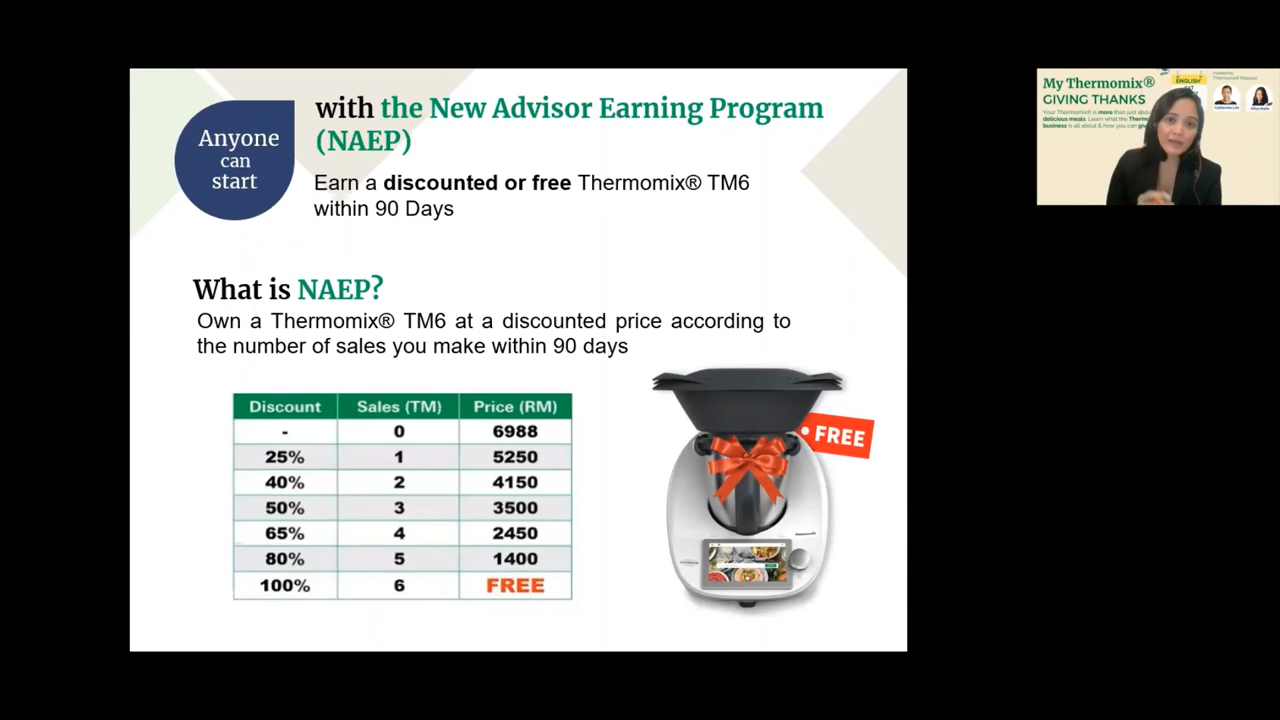 Anyone
can
start
with the New Advisor Earning Program
(NAEP)
Earn a discounted or free Thermomix® TM6
within 90 Days
What is NAEP?
Own a Thermomix® TM6 at a discounted price according to
the number of sales you make within 90 days
Discount Sales (TM) Price (RM)
- 0 6988
25% 1 5250
40% 2 4150
50% 3 3500
65% 4 2450
80% 5 1400
100% 6 FREE
FREE
My Thermomix®
GIVING THANKS
Your Thermomix® is more than just
delicious meals. Learn what the
business is all about & how you can
ENGLISH